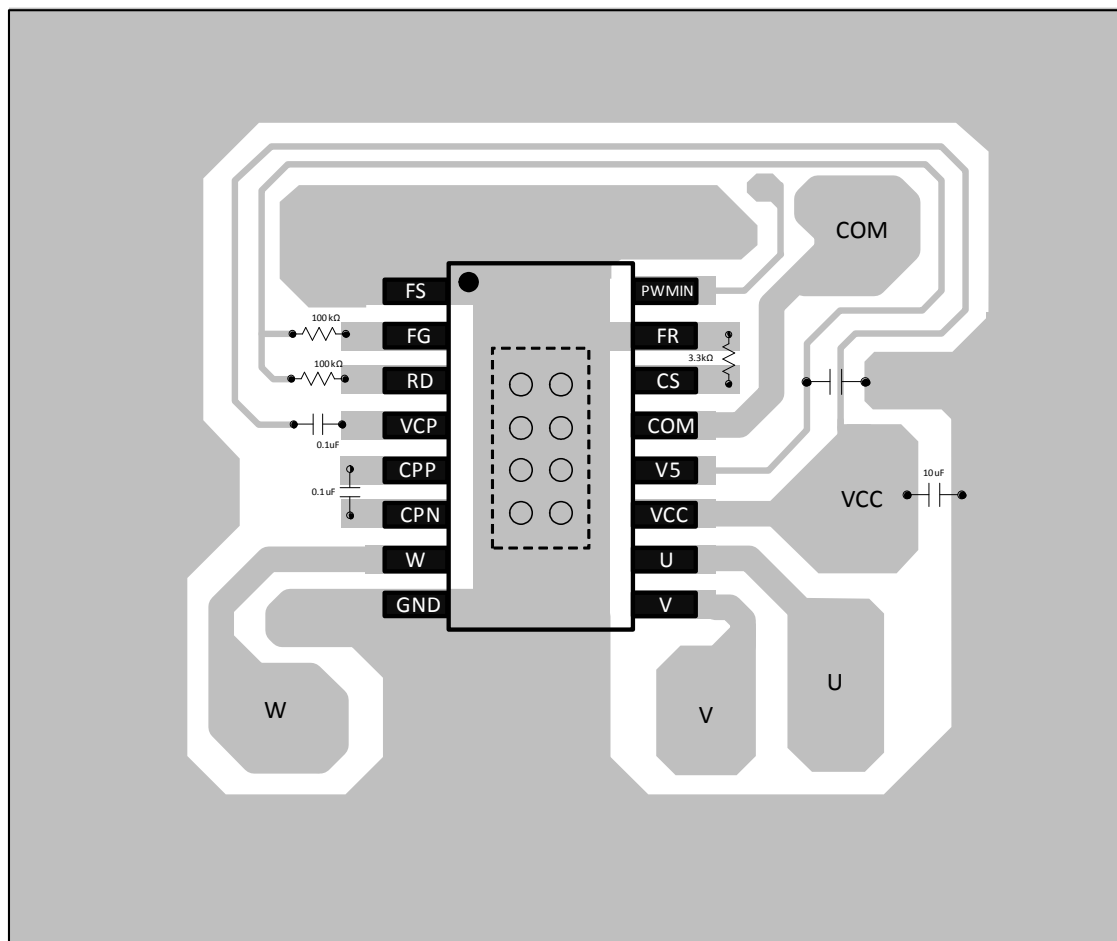 COM
FS
PWMIN
100 kΩ
FG
FR
3.3kΩ
100 kΩ
RD
CS
VCP
COM
0.1uF
CPP
V5
10 uF
0.1 uF
VCC
CPN
VCC
W
U
GND
V
U
W
V